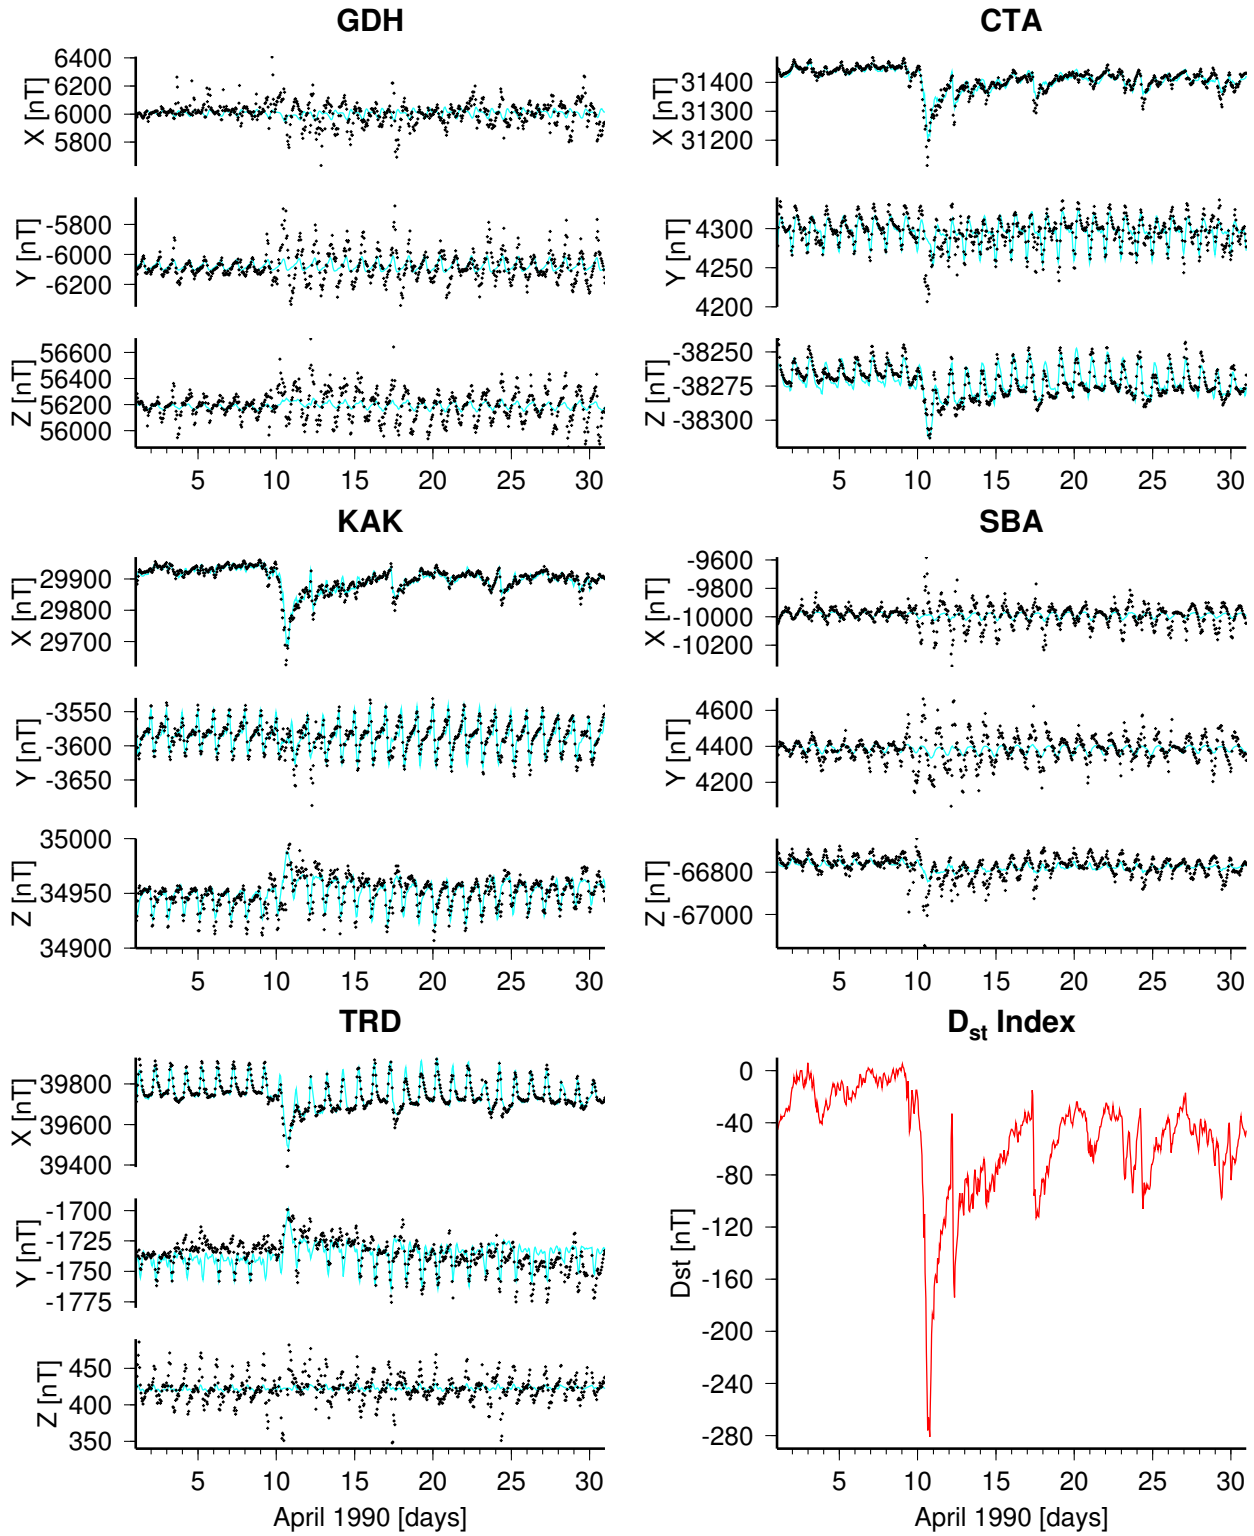 GDH
X [nT]
6400
6200
6000
5800
Y [nT]
-5800
-6000
-6200
Z [nT]
56600
56400
56200
56000
5 10 15 20 25 30
CTA
X [nT]
31400
31300
31200
Y [nT]
4300
4250
4200
Z [nT]
-38250
-38275
-38300
5 10 15 20 25 30
KAK
X [nT]
29900
29800
29700
Y [nT]
-3550
-3600
-3650
Z [nT]
35000
34950
34900
5 10 15 20 25 30
SBA
X [nT]
-9600
-9800
-10000
-10200
Y [nT]
4600
4400
4200
Z [nT]
-66800
-67000
5 10 15 20 25 30
TRD
X [nT]
39800
39600
39400
Y [nT]
-1700
-1725
-1750
-1775
Z [nT]
450
400
350
5 10 15 20 25 30
April 1990 [days]
Dst Index
Dst [nT]
0
-40
-80
-120
-160
-200
-240
-280
5 10 15 20 25 30
April 1990 [days]